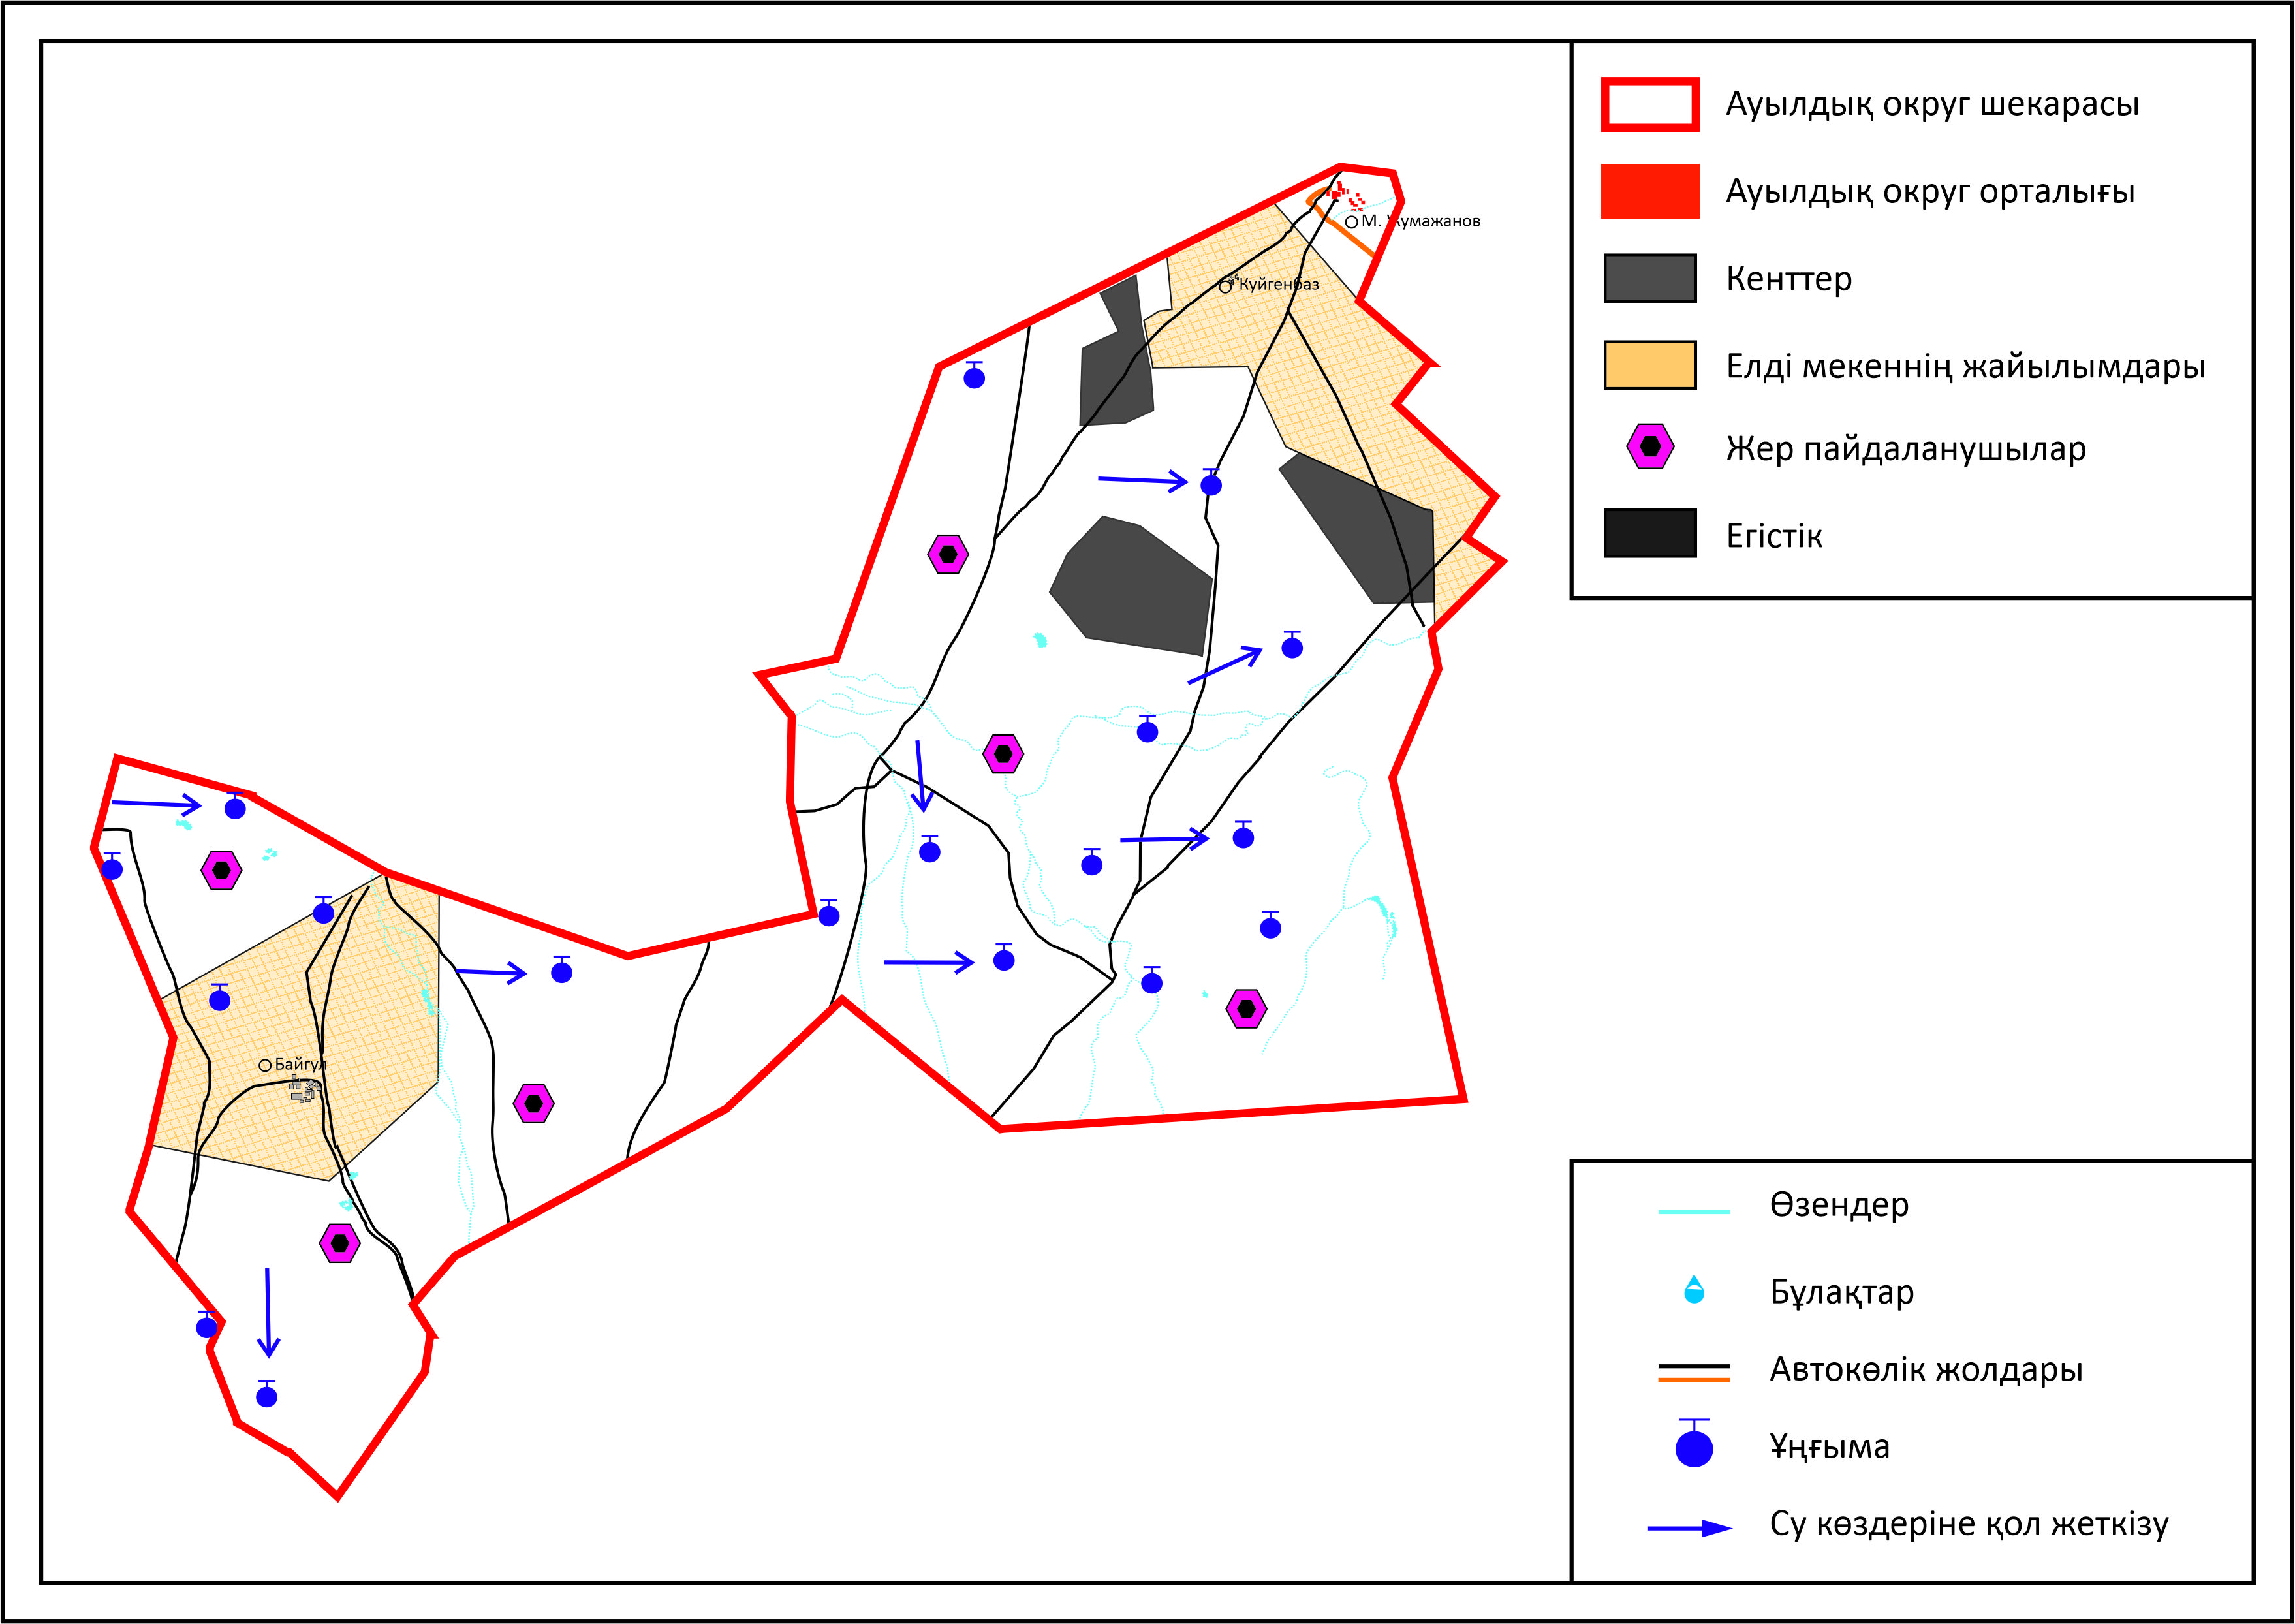 Ауылдық округ шекарасы
Ауылдық округ орталығы
Кенттер
Елді мекеннің жайылымдары
Жер пайдаланушылар
Егістік
М.
Куйгенбаз
Байгул
Өзендер
Бұлақтар
Автокөлік жолдары
Ұңғыма
Су көздеріне қол жеткізу